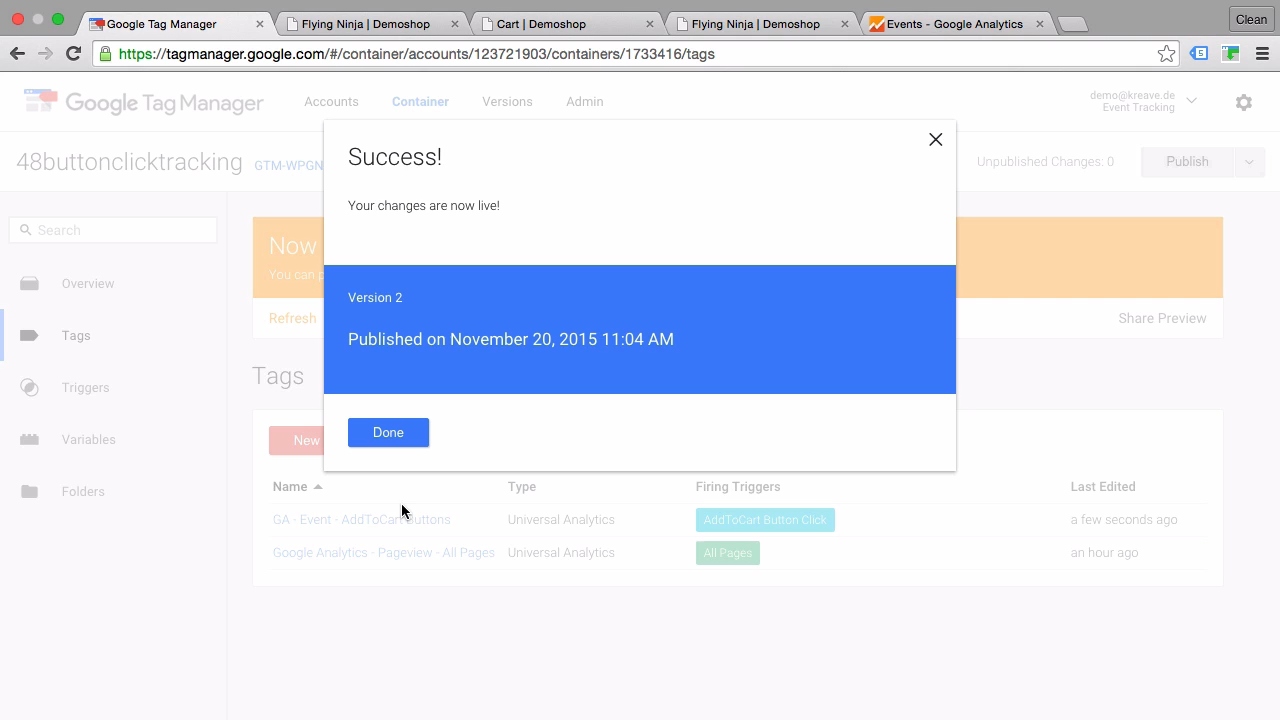 Google Tag Manager
Flying Ninja | Demoshop
Cart | Demoshop
Flying Ninja | Demoshop
Events - Google Analytics
Clean
https://tagmanager.google.com/#/container/accounts/123721903/containers/1733416/tags
Google Tag Manager
Accounts
Container
Versions
Admin
demo@kreave.de
Event Tracking
48buttonclicktracking
GTM-WPGN
Unpublished Changes: 0
Publish
Success!
Your changes are now live!
Version 2
Published on November 20, 2015 11:04 AM
Done
Search
Overview
Tags
Triggers
Variables
Folders
Now
You can
Refresh
Share Preview
Tags
New
Name
Type
Firing Triggers
Last Edited
GA - Event - AddToCart Buttons
Universal Analytics
AddToCart Button Click
a few seconds ago
Google Analytics - Pageview - All Pages
Universal Analytics
All Pages
an hour ago